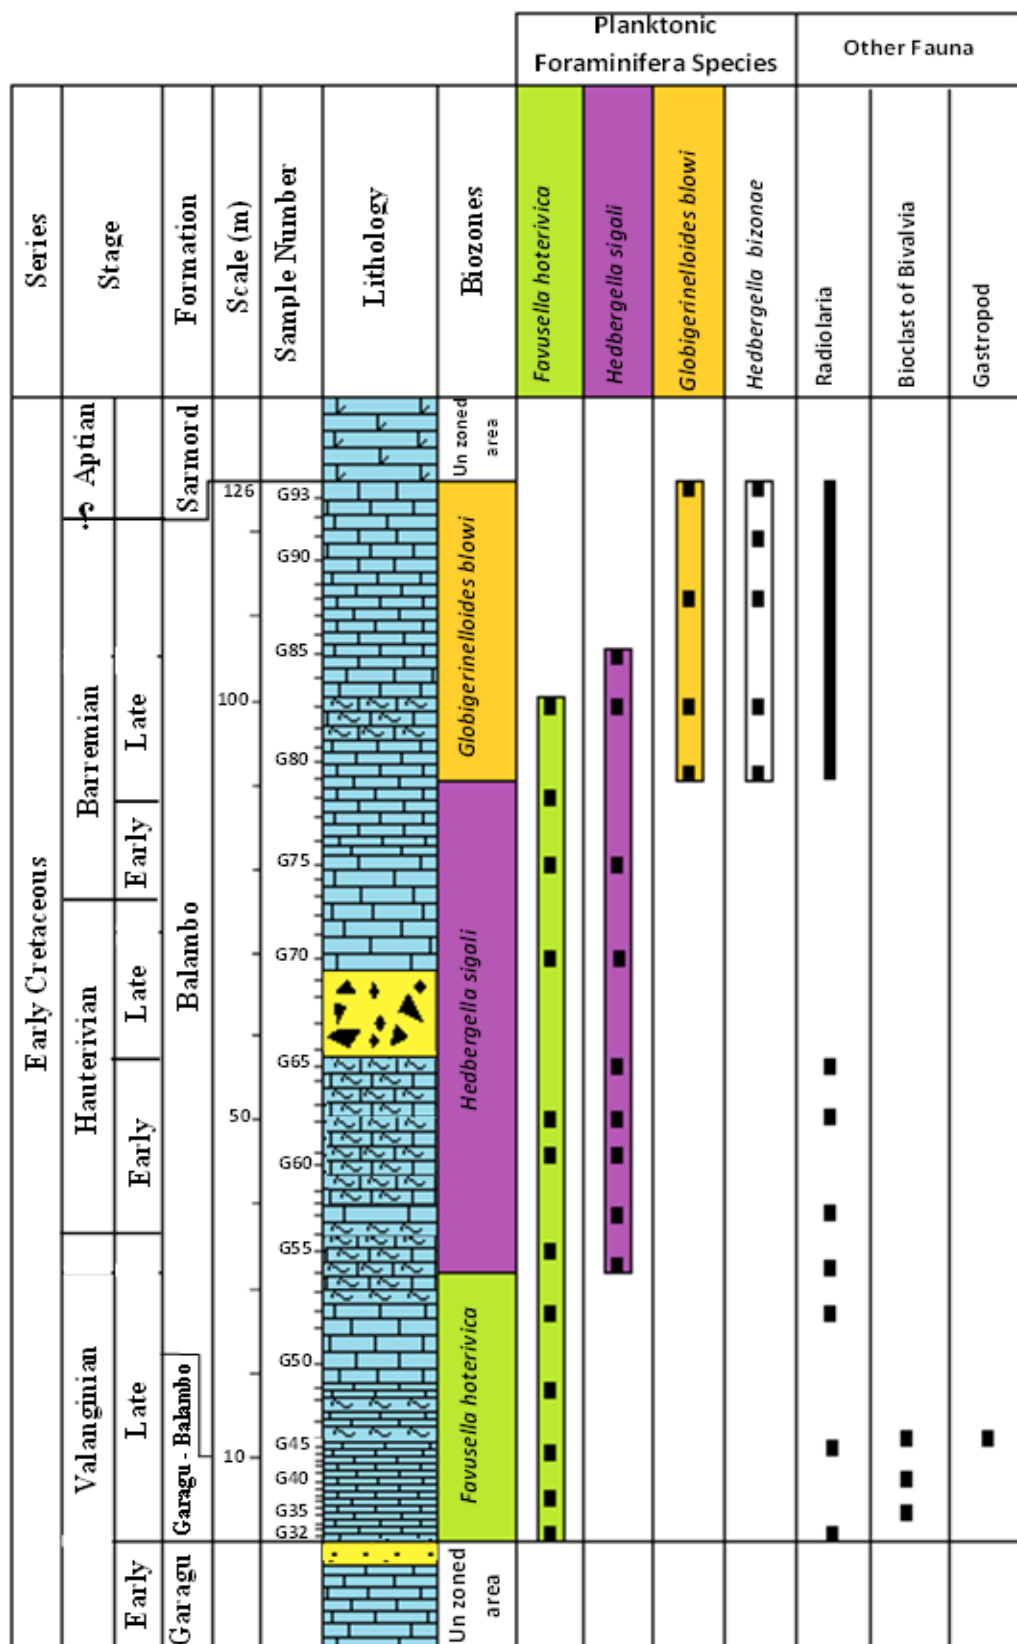 Planktonic
Foraminifera Species
Other Fauna
Series
Stage
Formation
Scale (m)
Sample Number
Lithology
Biozones
Favusella hoterivica
Hedbergella sigali
Globigerinelloides blowi
Hedbergella bizonae
Radiolaria
Bioclast of Bivalvia
Gastropod
Early Cretaceous
? Aptian
Barremian
Late
Early
Hauterivian
Late
Early
Valanginian
Late
Early
Sarmord
Balambo
Garagu - Balambo
Garagu
126
100
50
10
G93
G90
G85
G80
G75
G70
G65
G60
G55
G50
G45
G40
G35
G32
Un zoned
area
Globigerinelloides blowi
Hedbergella sigali
Favusella hoterivica
Un zoned
area